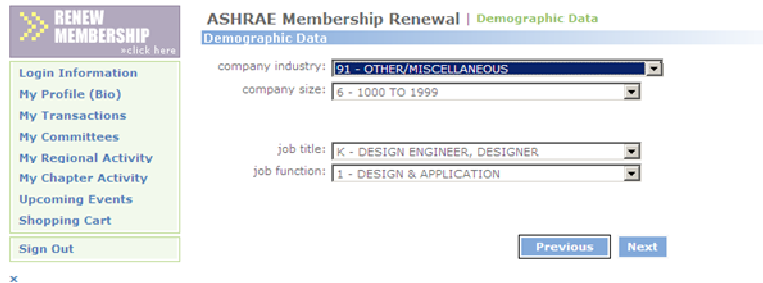 RENEW
MEMBERSHIP
»click here
Login Information
My Profile (Bio)
My Transactions
My Committees
My Regional Activity
My Chapter Activity
Upcoming Events
Shopping Cart
Sign Out
×
ASHRAE Membership Renewal | Demographic Data
Demographic Data
company industry: 91 - OTHER/MISCELLANEOUS
company size: 6 - 1000 TO 1999
job title: K - DESIGN ENGINEER, DESIGNER
job function: 1 - DESIGN & APPLICATION
Previous Next